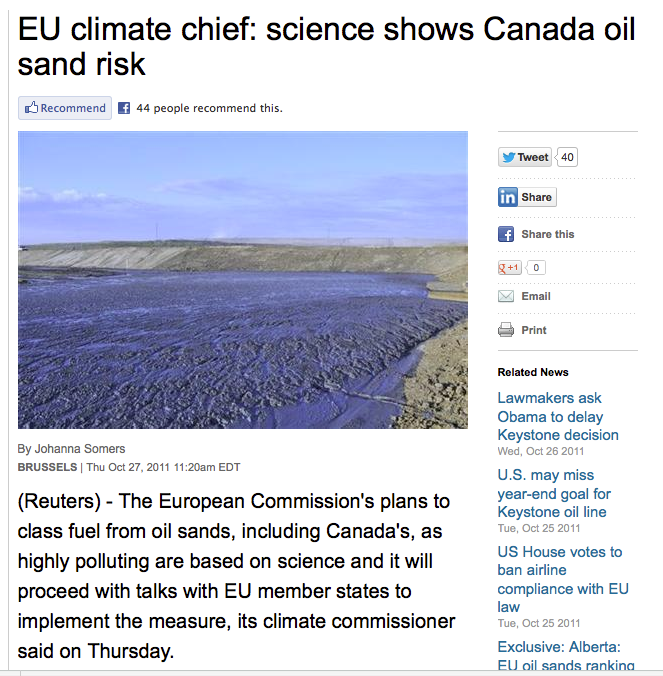 EU climate chief: science shows Canada oil
sand risk
Recommend
44 people recommend this.
By Johanna Somers
BRUSSELS | Thu Oct 27, 2011 11:20am EDT
(Reuters) - The European Commission's plans to
class fuel from oil sands, including Canada's, as
highly polluting are based on science and it will
proceed with talks with EU member states to
implement the measure, its climate commissioner
said on Thursday.
Tweet 40
in Share
Share this
+1 0
Email
Print
Related News
Lawmakers ask
Obama to delay
Keystone decision
Wed, Oct 26 2011
U.S. may miss
year-end goal for
Keystone oil line
Tue, Oct 25 2011
US House votes to
ban airline
compliance with EU
law
Tue, Oct 25 2011
Exclusive: Alberta:
EU oil sands ranking